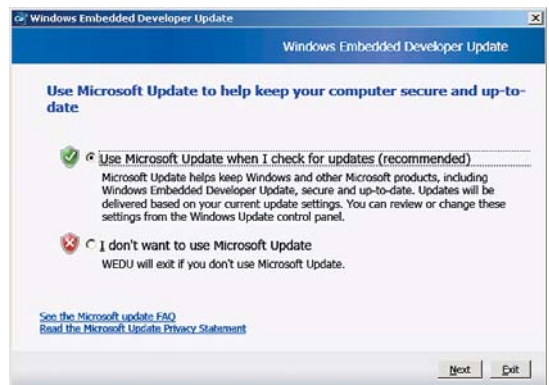 Windows Embedded Developer Update
Windows Embedded Developer Update
Use Microsoft Update to help keep your computer secure and up-to-
date
Use Microsoft Update when I check for updates (recommended)
Microsoft Update helps keep Windows and other Microsoft products, including
Windows Embedded Developer Update, secure and up-to-date. Updates will be
delivered based on your current update settings. You can review or change these
settings from the Windows Update control panel.
I don't want to use Microsoft Update
WEDU will exit if you don't use Microsoft Update.
See the Microsoft update FAQ
Read the Microsoft Update Privacy Statement
Next Exit